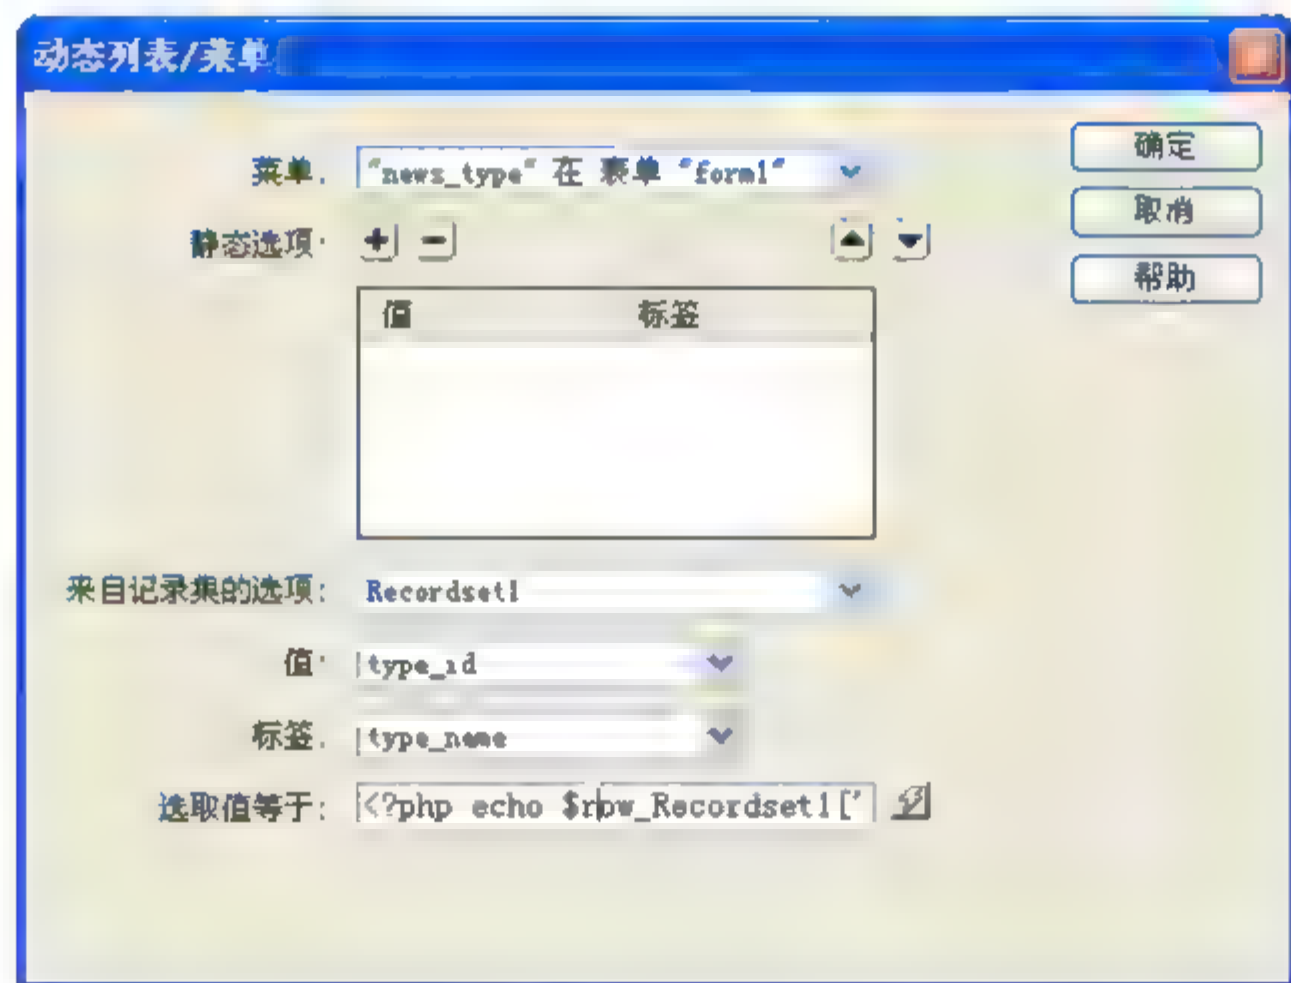 动态列表/菜单
菜单: "news_type" 在 表单 "form1"
确定
静态选项:
取消
帮助
值 标签
来自记录集的选项: Recordset1
值: type_id
标签: type_name
选取值等于: <?php echo $row_Recordset1['